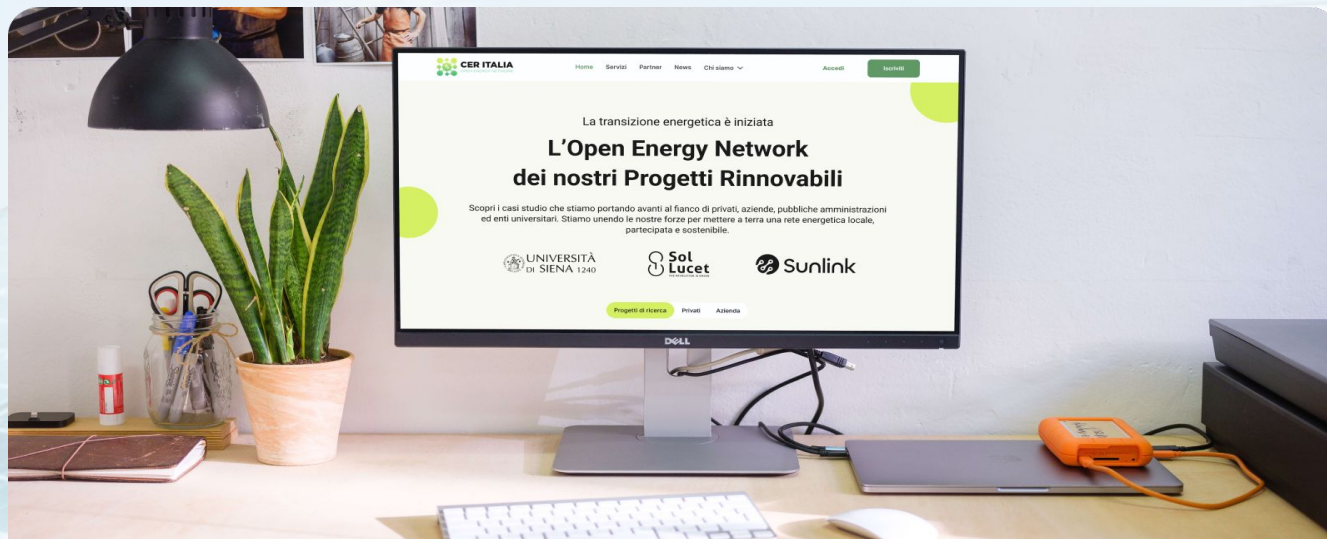 CER ITALIA
Home Servizi Partner News Chi siamo
Accedi Iscriviti
La transizione energetica è iniziata
L'Open Energy Network
dei nostri Progetti Rinnovabili
Scopri i casi studio che stiamo portando avanti al fianco di privati, aziende, pubbliche amministrazioni
ed enti universitari. Stiamo unendo le nostre forze per mettere a terra una rete energetica locale,
partecipata e sostenibile.
UNIVERSITÀ
DI SIENA 1240
Sol
Lucet
Sunlink
Progetti di ricerca Privati Azienda
DELL